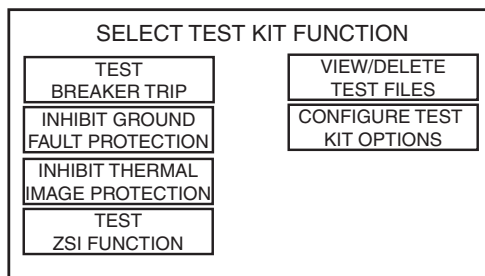 SELECT TEST KIT FUNCTION
TEST
BREAKER TRIP
INHIBIT GROUND
FAULT PROTECTION
INHIBIT THERMAL
IMAGE PROTECTION
TEST
ZSI FUNCTION
VIEW/DELETE
TEST FILES
CONFIGURE TEST
KIT OPTIONS